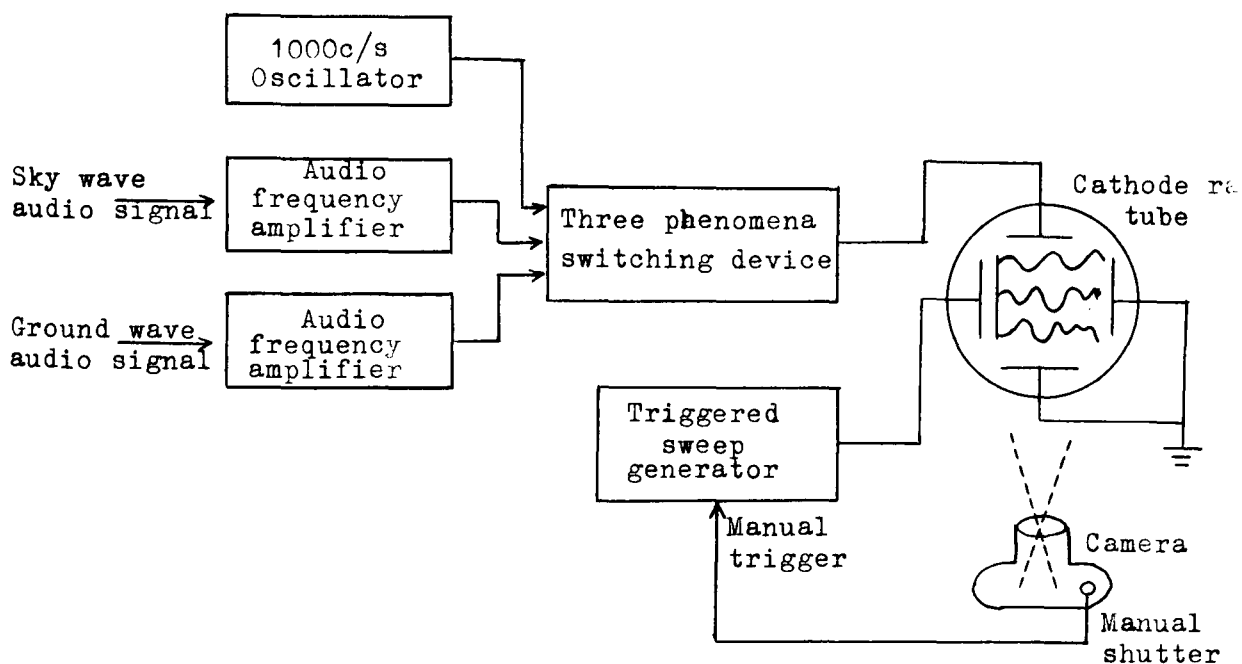 1000c/s
Oscillator
Sky wave
audio signal
Audio
frequency
amplifier
Three phenomena
switching device
Cathode
tube
Ground wave
audio signal
Audio
frequency
amplifier
Triggered
sweep
generator
Manual
trigger
Camera
Manual
shutter